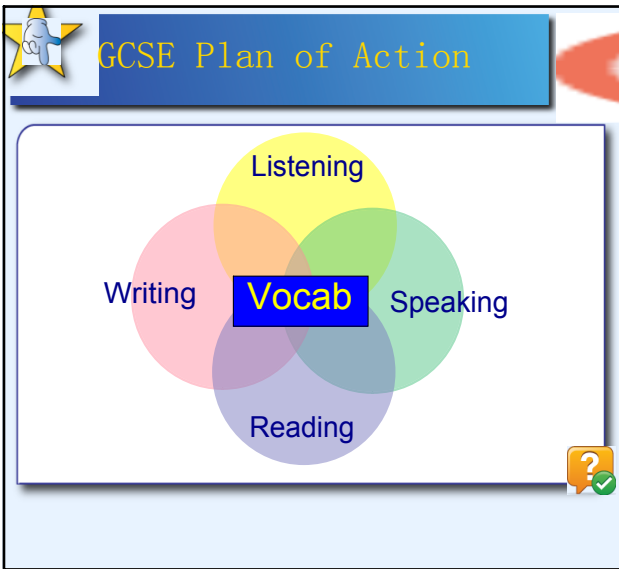 GCSE Plan of Action
Listening
Writing
Vocab
Speaking
Reading